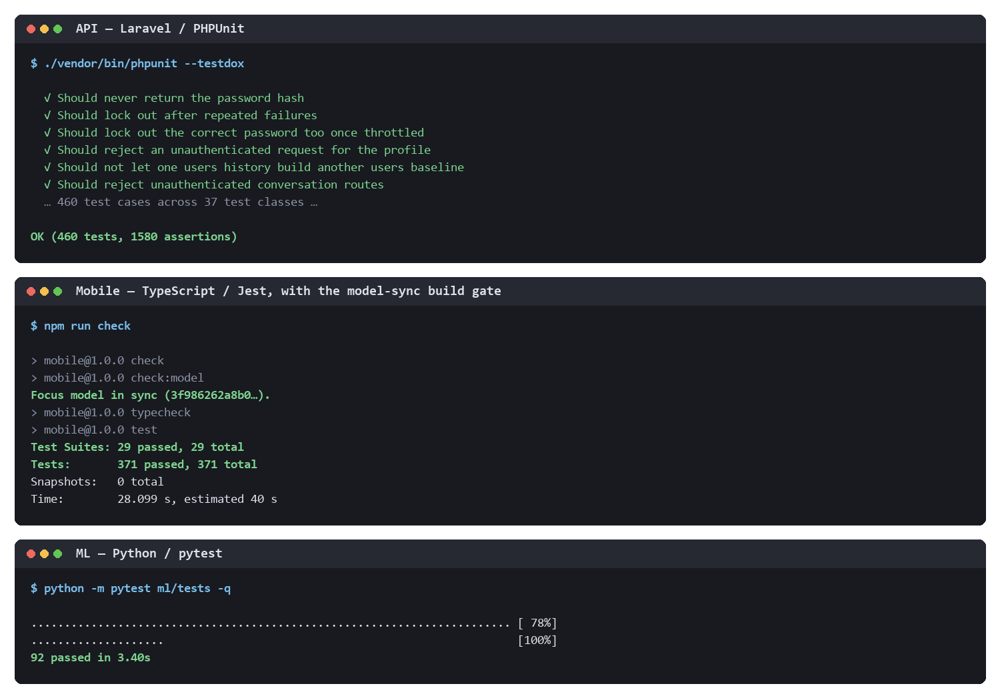 API — Laravel / PHPUnit
$ ./vendor/bin/phpunit --testdox
√ Should never return the password hash
√ Should lock out after repeated failures
√ Should lock out the correct password too once throttled
√ Should reject an unauthenticated request for the profile
√ Should not let one users history build another users baseline
√ Should reject unauthenticated conversation routes
… 460 test cases across 37 test classes …
OK (460 tests, 1580 assertions)
Mobile — TypeScript / Jest, with the model-sync build gate
$ npm run check
> mobile@1.0.0 check
> mobile@1.0.0 check:model
Focus model in sync (3f986262a8b0…).
> mobile@1.0.0 typecheck
> mobile@1.0.0 test
Test Suites: 29 passed, 29 total
Tests:       371 passed, 371 total
Snapshots:   0 total
Time:        28.099 s, estimated 40 s
ML — Python / pytest
$ python -m pytest ml/tests -q
........................................................................ [ 78%]
....................                                                     [100%]
92 passed in 3.40s